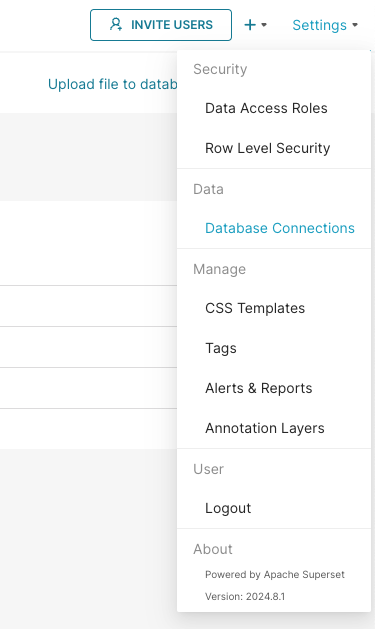 INVITE USERS
+
Settings
Upload file to datab
Security
Data Access Roles
Row Level Security
Data
Database Connections
Manage
CSS Templates
Tags
Alerts & Reports
Annotation Layers
User
Logout
About
Powered by Apache Superset
Version: 2024.8.1